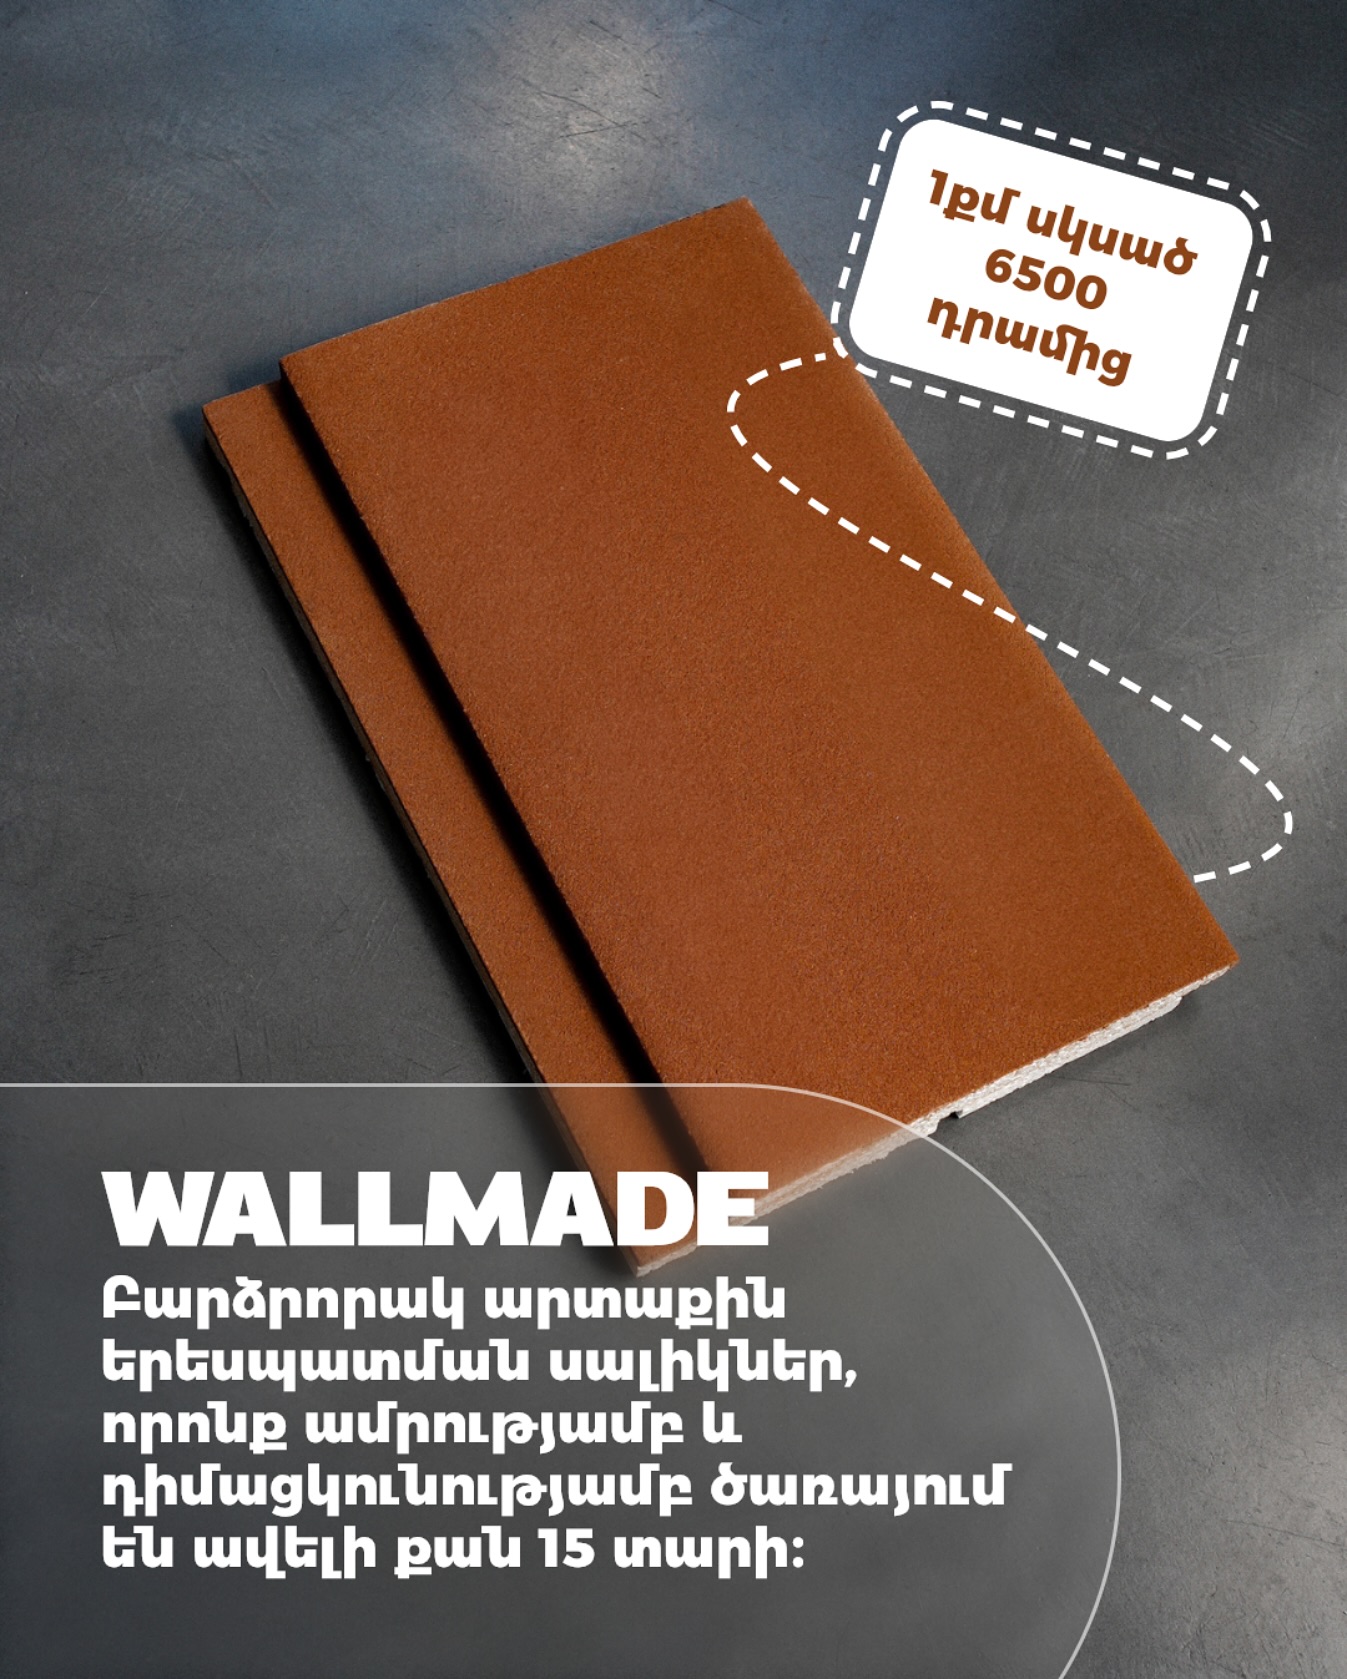 1քմ սկսած
6500
դրամից
WALLMADE
Բարձրորակ արտաքին
երեսպատման սալիկներ,
որոնք ամրությամբ և
դիմացկունությամբ ծառայում
են ավելի քան 15 տարի: